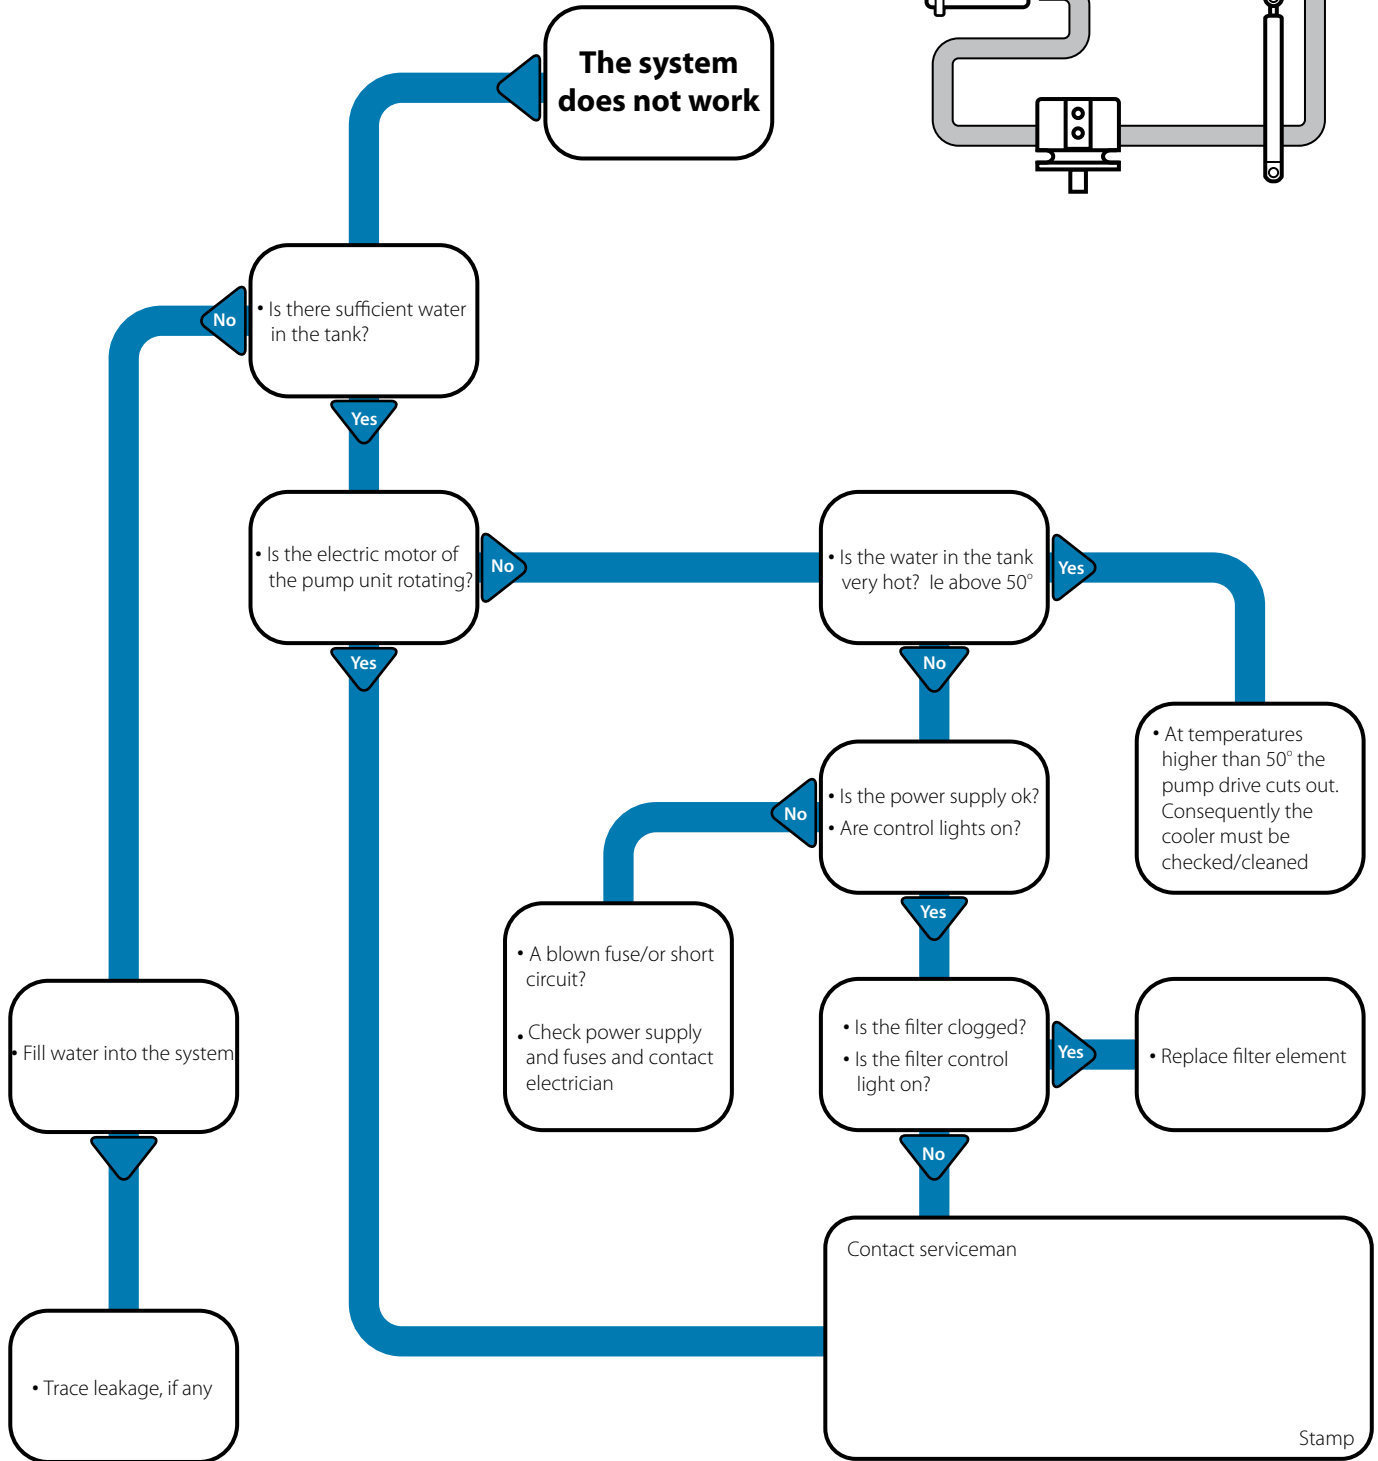 The system
does not work
• Is there sufficient water
in the tank?
No
Yes
• Is the electric motor of
the pump unit rotating?
No
Yes
• Is the water in the tank
very hot? Ie above 50°
Yes
No
• At temperatures
higher than 50° the
pump drive cuts out.
Consequently the
cooler must be
checked/cleaned
• Is the power supply ok?
• Are control lights on?
No
Yes
• A blown fuse/or short
circuit?
• Check power supply
and fuses and contact
electrician
• Is the filter clogged?
• Is the filter control
light on?
Yes
No
• Replace filter element
• Fill water into the system
• Trace leakage, if any
Contact serviceman
Stamp